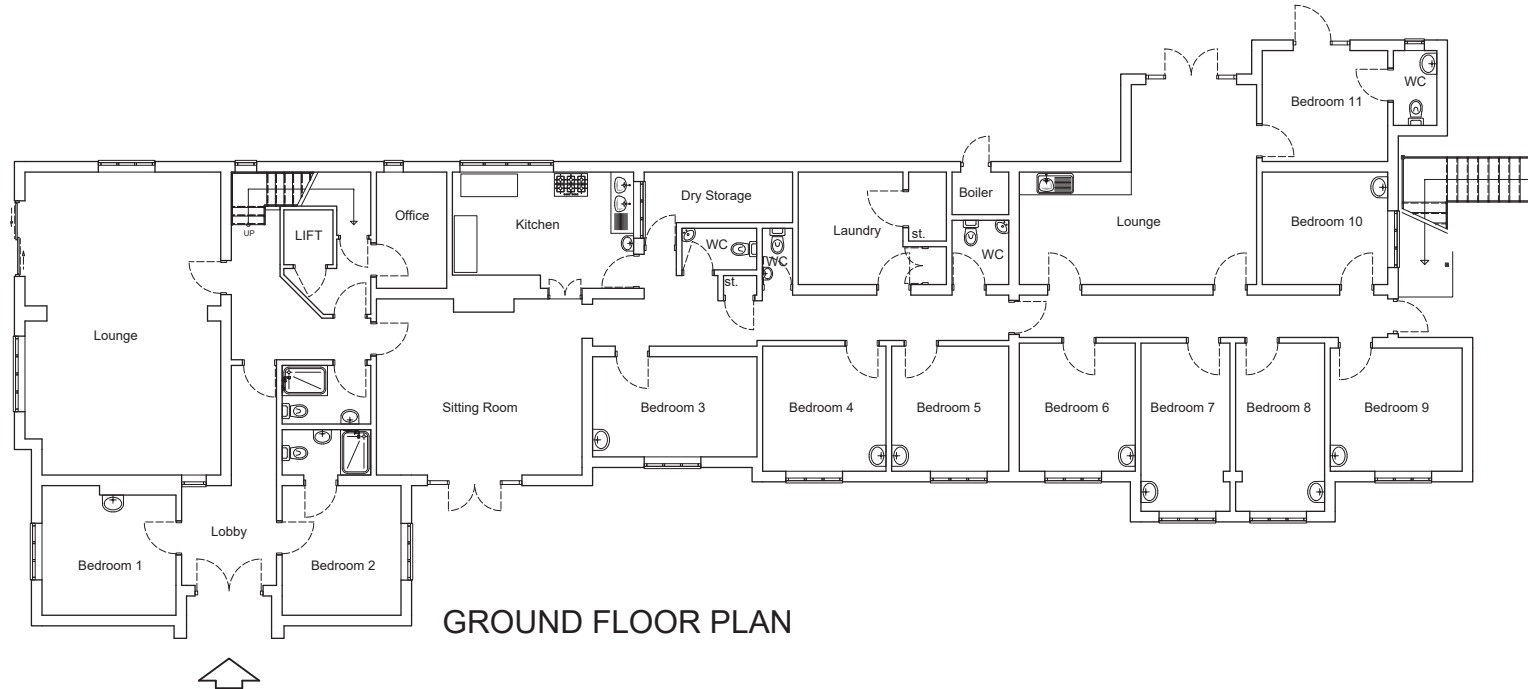 Bedroom 11
WC
Dry Storage
Boiler
Office
Kitchen
Lounge
Bedroom 10
LIFT
UP
Laundry
st.
WC
WC
WC
st.
Lounge
Sitting Room
Bedroom 3
Bedroom 4
Bedroom 5
Bedroom 6
Bedroom 7
Bedroom 8
Bedroom 9
Lobby
Bedroom 1
Bedroom 2
GROUND FLOOR PLAN